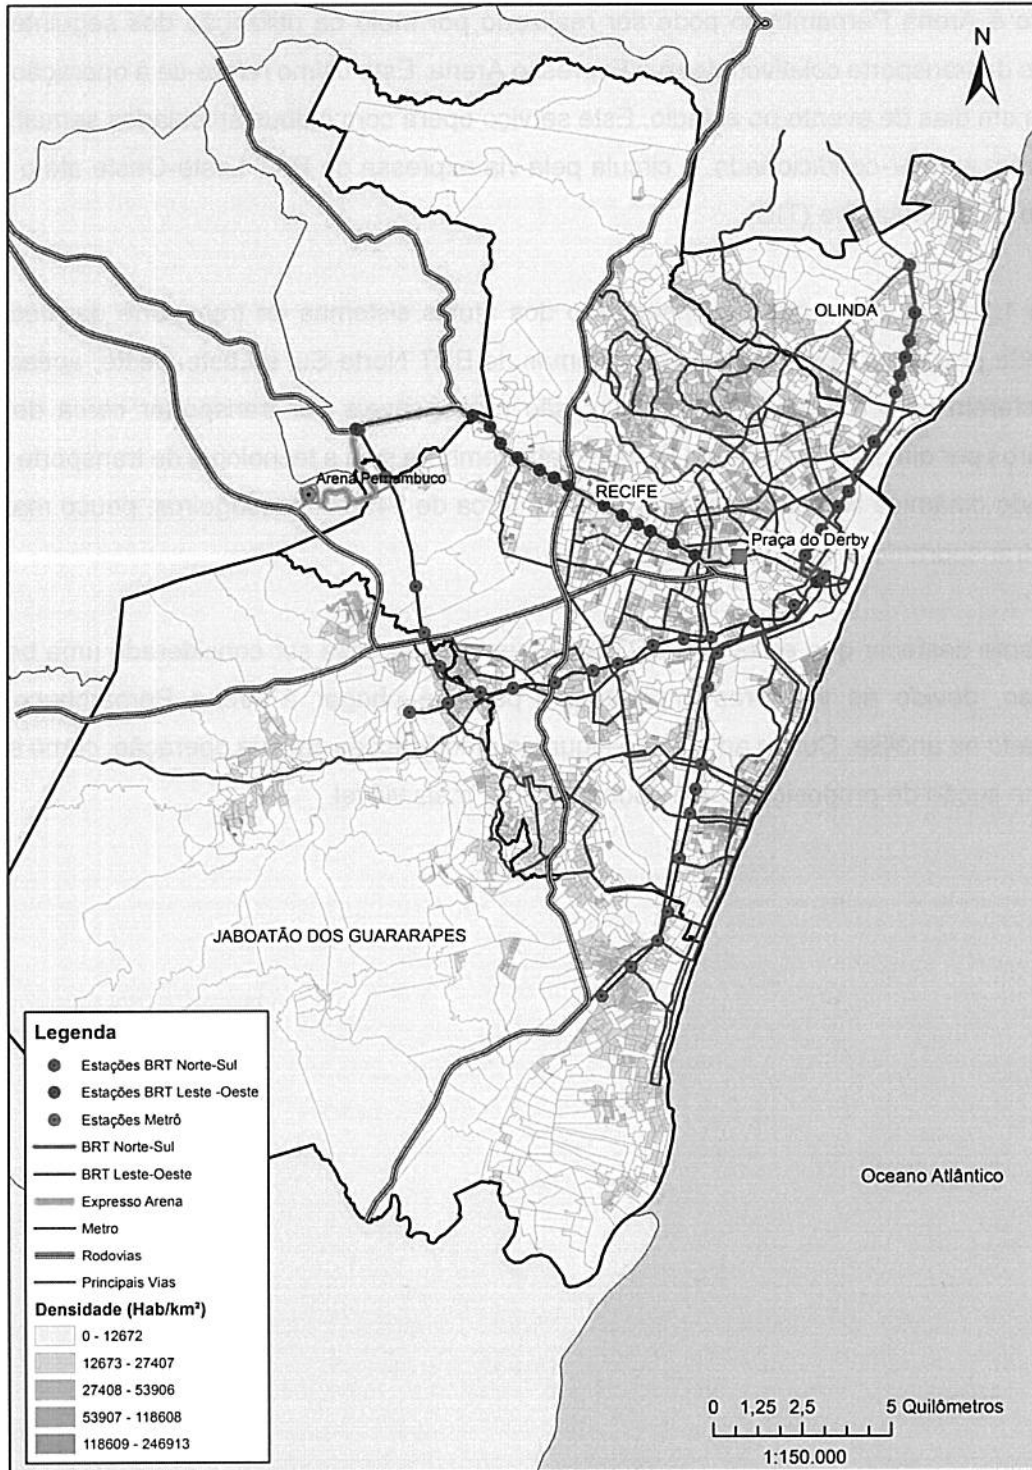 N
OLINDA
Arena Pernambuco
RECIFE
Praça do Derby
JABOATÃO DOS GUARARAPES
Oceano Atlântico
Legenda
Estações BRT Norte-Sul
Estações BRT Leste -Oeste
Estações Metrô
BRT Norte-Sul
BRT Leste-Oeste
Expresso Arena
Metro
Rodovias
Principais Vias
Densidade (Hab/km²)
0 - 12672
12673 - 27407
27408 - 53906
53907 - 118608
118609 - 246913
0 1,25 2,5 5 Quilômetros
1:150.000